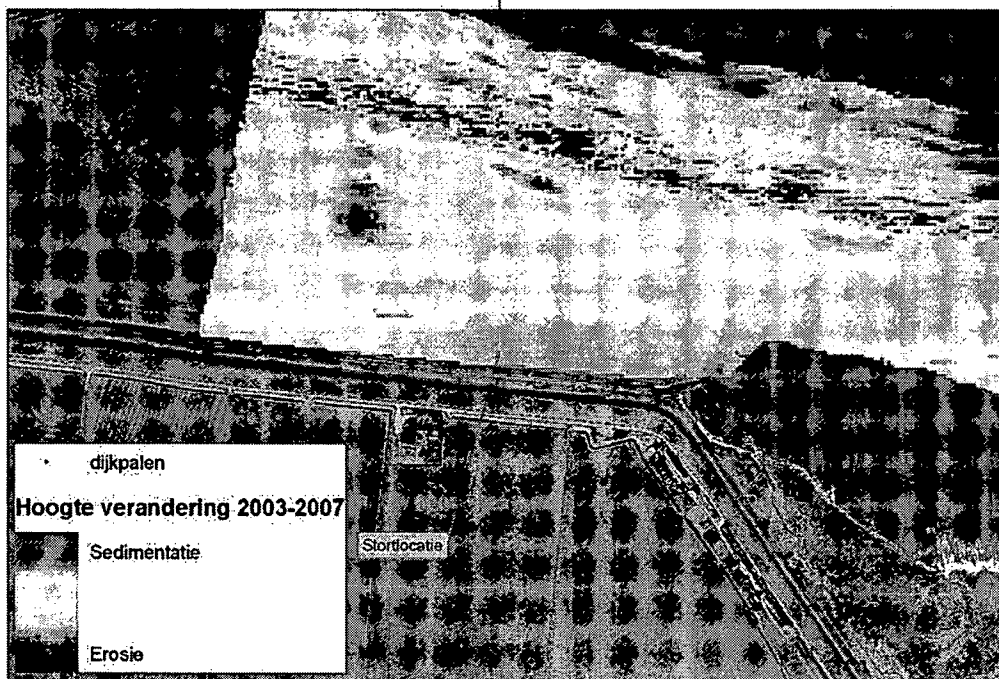 dijkpalen
Hoogte verandering 2003-2007
Sedimentatie
Stortlocatie
Erosie